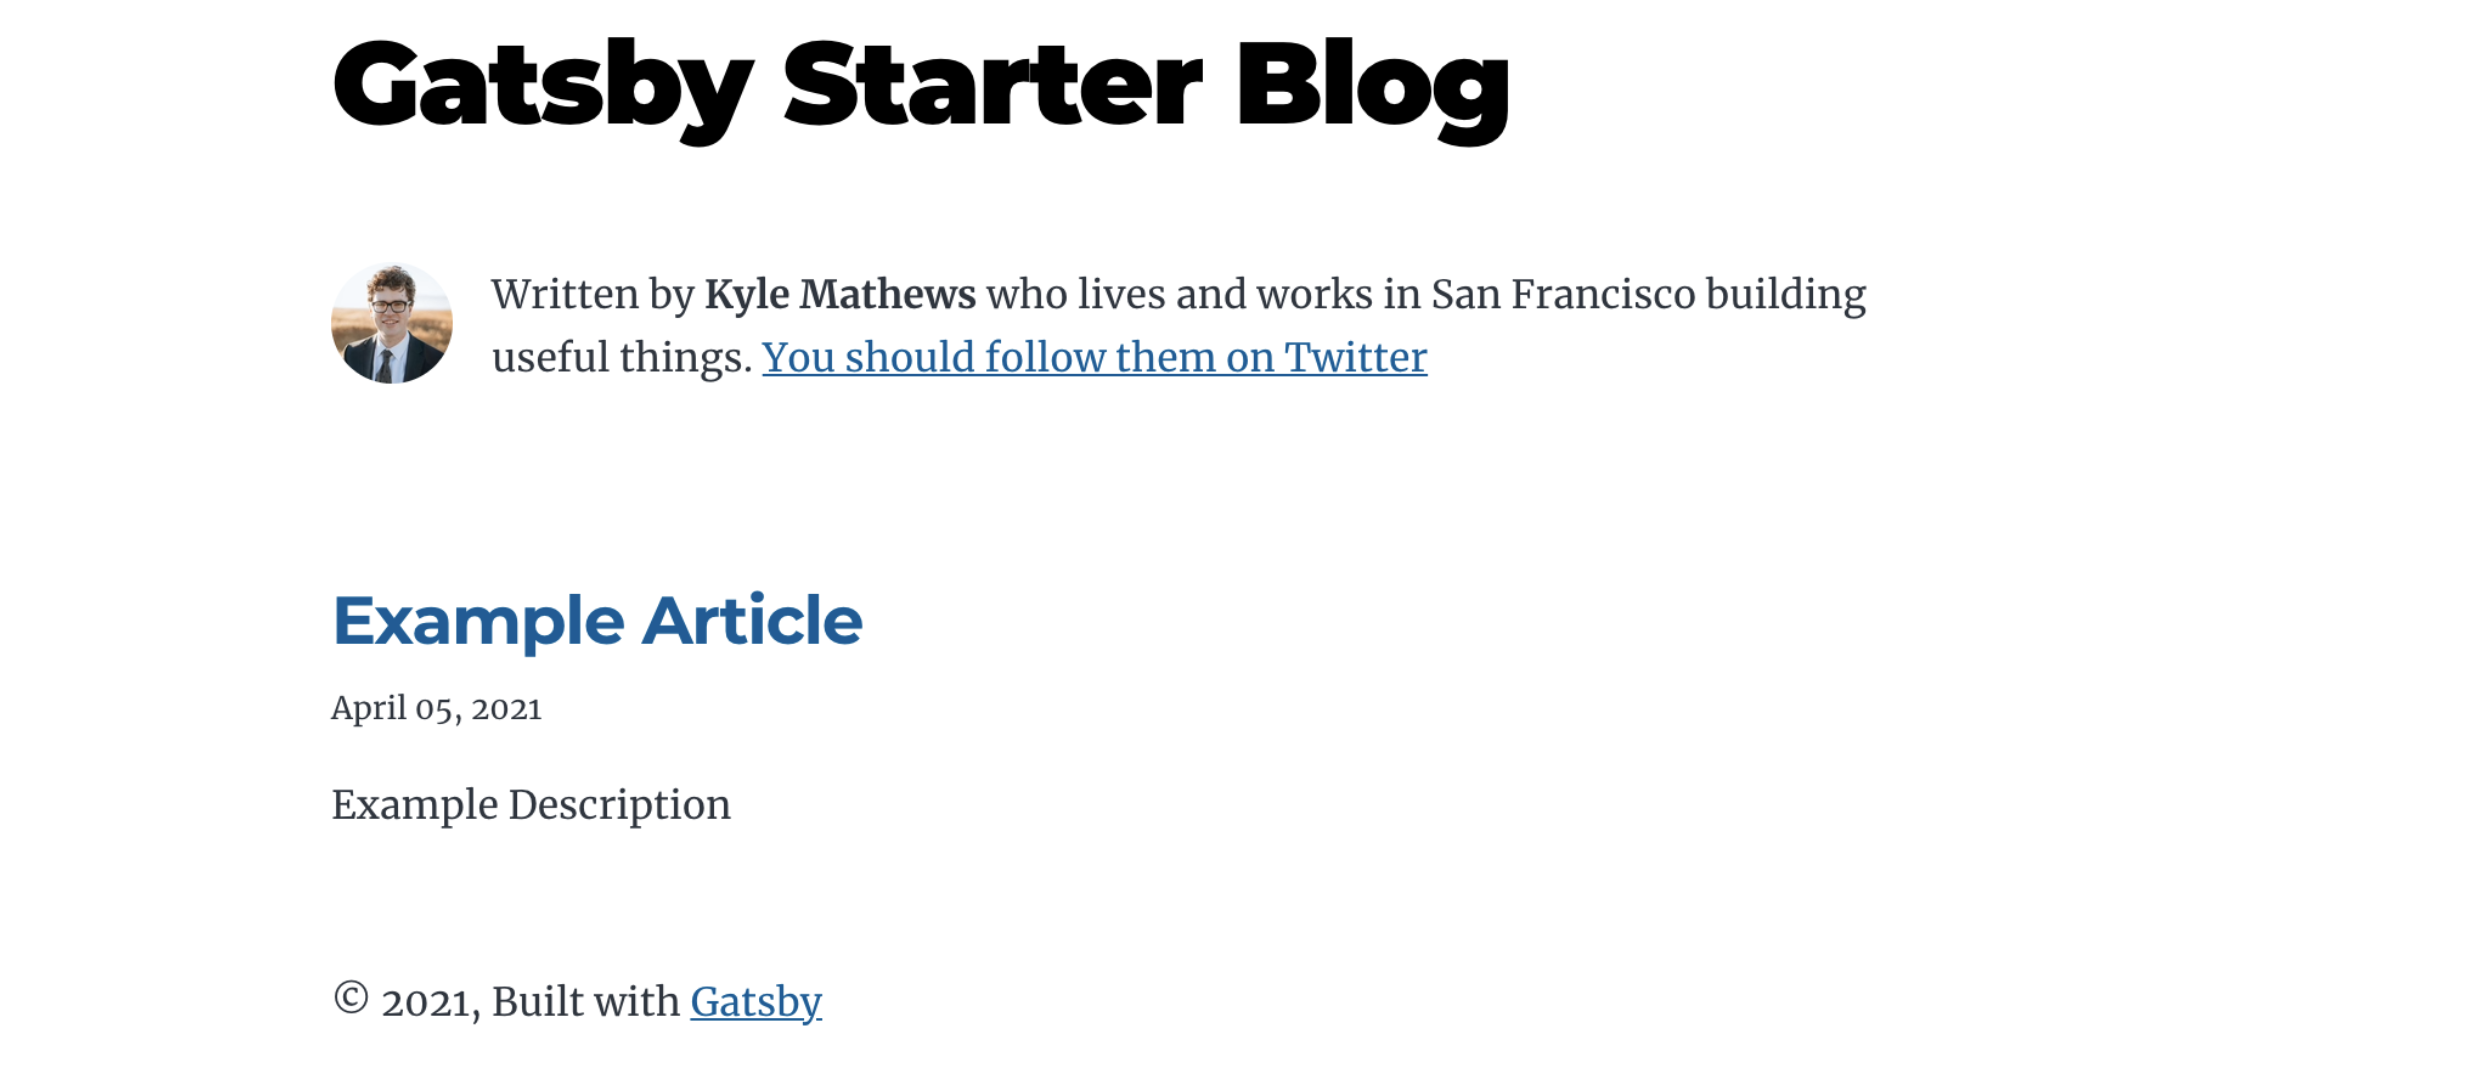 Gatsby Starter Blog
Written by Kyle Mathews who lives and works in San Francisco building
useful things. You should follow them on Twitter
Example Article
April 05, 2021
Example Description
© 2021, Built with Gatsby